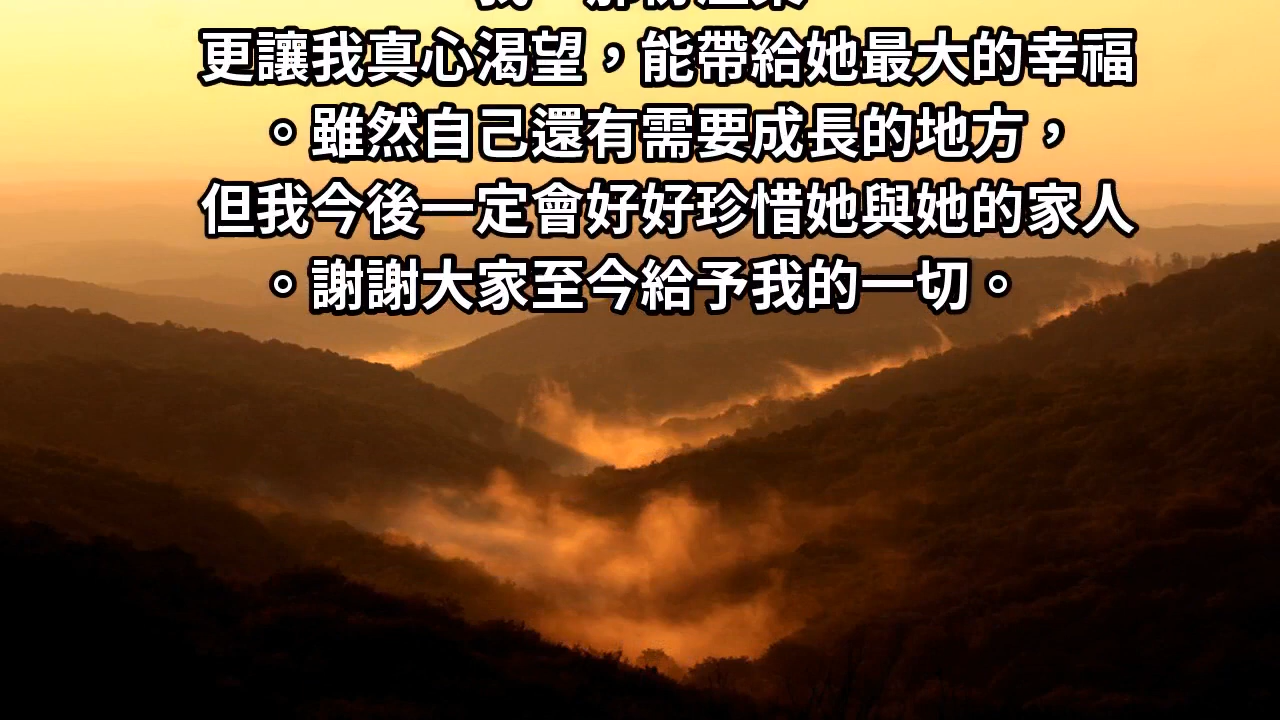 更讓我真心渴望，能帶給她最大的幸福
。雖然自己還有需要成長的地方，
但我今後一定會好好珍惜她與她的家人
。謝謝大家至今給予我的一切。